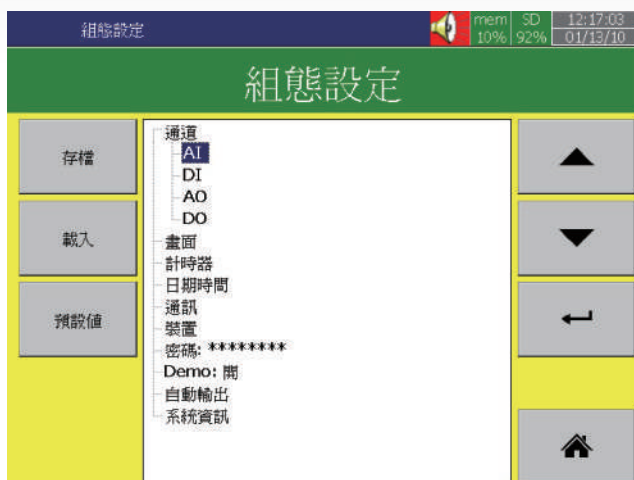 組態設定
mem 10%
SD 92%
12:17:03
01/13/10
組態設定
存檔
載入
預設值
通道
AI
DI
AO
DO
畫面
計時器
日期時間
通訊
裝置
密碼: ********
Demo: 關
自動輸出
系統資訊